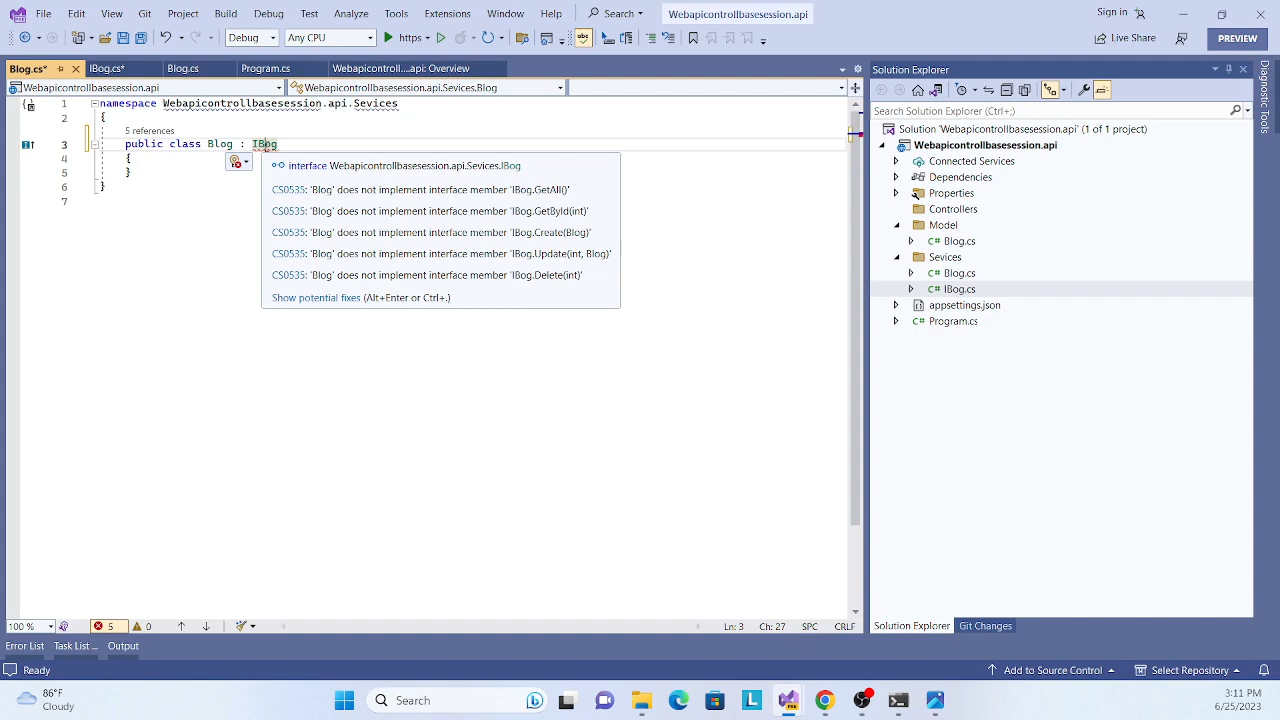 File Edit View Git Project Build Debug Test Analyze Tools Extensions Window Help Search Webapicontrollbasesession.api Sign in
Debug Any CPU https Live Share PREVIEW
Blog.cs* IBog.cs* Blog.cs Program.cs Webapicontroll....api: Overview
Webapicontrollbasesession.api Webapicontrollbasesession.api.Sevices.Blog
1 namespace Webapicontrollbasesession.api.Sevices
2 {
5 references
3 public class Blog : IBog
4 {
5 }
6 }
7
interface Webapicontrollbasesession.api.Sevices.IBog
CS0535: 'Blog' does not implement interface member 'IBog.GetAll()'
CS0535: 'Blog' does not implement interface member 'IBog.GetById(int)'
CS0535: 'Blog' does not implement interface member 'IBog.Create(Blog)'
CS0535: 'Blog' does not implement interface member 'IBog.Update(int, Blog)'
CS0535: 'Blog' does not implement interface member 'IBog.Delete(int)'
Show potential fixes (Alt+Enter or Ctrl+.)
100 % 5 0 Ln: 3 Ch: 27 SPC CRLF
Error List Task List ... Output
Solution Explorer
Search Solution Explorer (Ctrl+;)
Solution 'Webapicontrollbasesession.api' (1 of 1 project)
Webapicontrollbasesession.api
Connected Services
Dependencies
Properties
Controllers
Model
C# Blog.cs
Sevices
C# Blog.cs
C# IBog.cs
appsettings.json
C# Program.cs
Solution Explorer Git Changes
Diagnostic Tools
Ready Add to Source Control Select Repository
86°F
Cloudy
Search
3:11 PM
6/25/2023